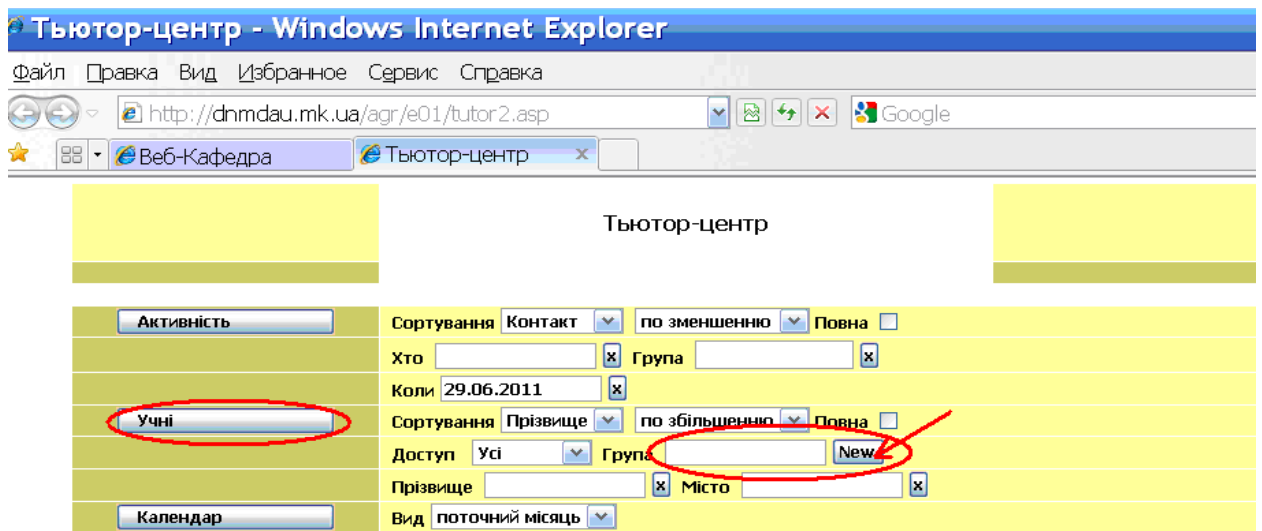 Тьютор-центр - Windows Internet Explorer
Файл Правка Вид Избранное Сервис Справка
http://dnmdau.mk.ua/agr/e01/tutor2.asp Google
Веб-Кафедра Тьютор-центр x
Тьютор-центр
Активність Сортування Контакт по зменшенню Повна
Хто x Група x
Коли 29.06.2011 x
Учні Сортування Прізвище по збільшенню Повна
Доступ Усі Група New
Прізвище x Місто x
Календар Вид поточний місяць